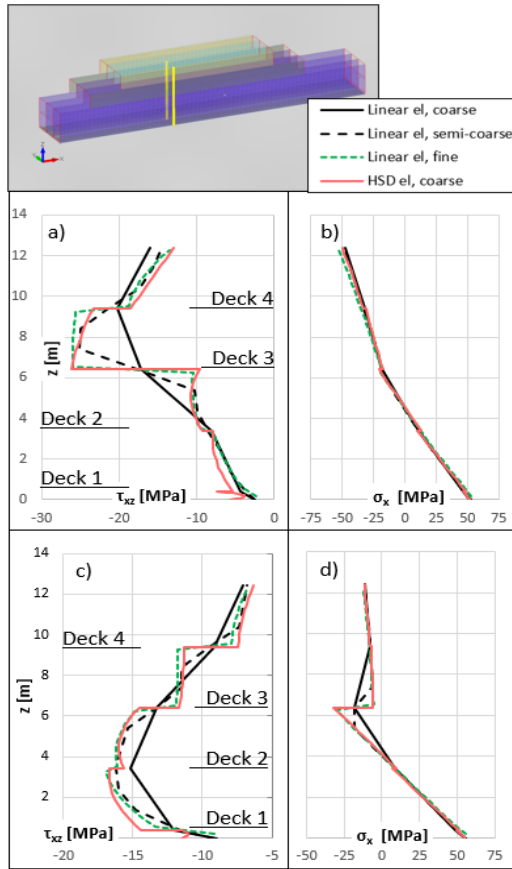 Linear el, coarse
Linear el, semi-coarse
Linear el, fine
HSD el, coarse
a)
b)
14
12
10
8
6
4
2
0
z [m]
Deck 4
Deck 3
Deck 2
Deck 1
τxz [MPa]
σx [MPa]
-30 -20 -10 0
-75 -50 -25 0 25 50 75
c)
d)
14
12
10
8
6
4
2
z [m]
Deck 4
Deck 3
Deck 2
Deck 1
τxz [MPa]
σx [MPa]
-20 -15 -10 -5
-50 -25 0 25 50 75